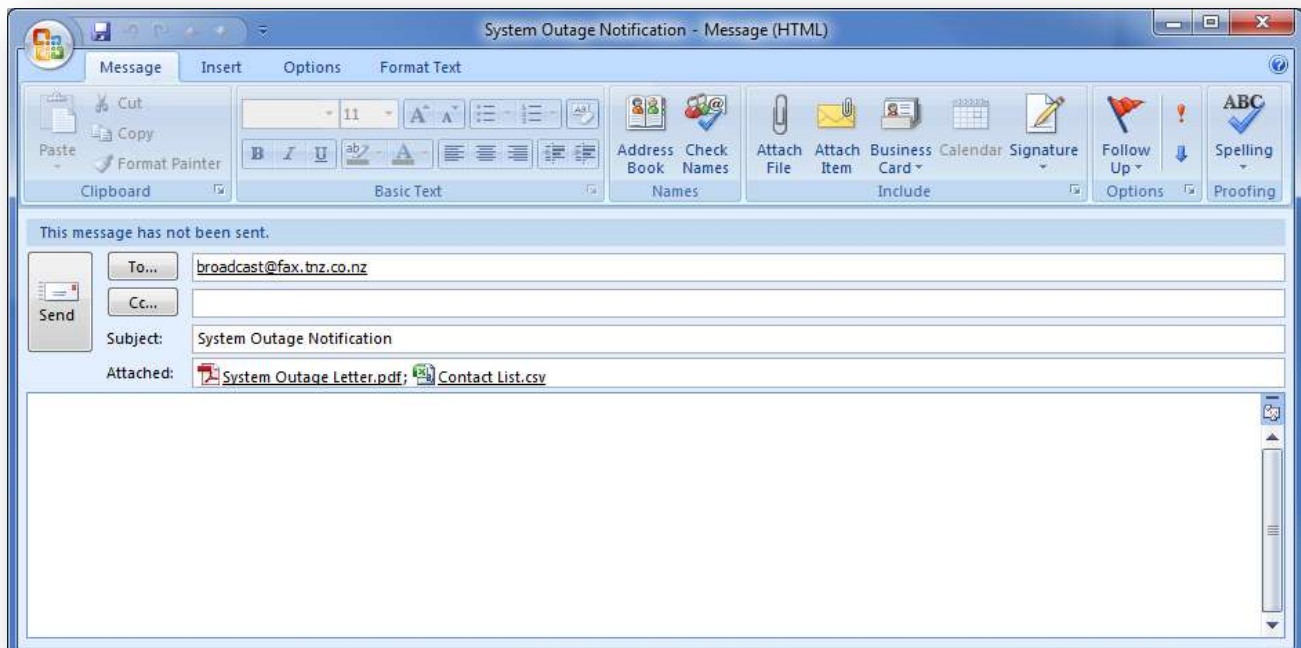 System Outage Notification - Message (HTML)
Message Insert Options Format Text
Paste
Cut
Copy
Format Painter
Clipboard
11
B I U ab A
Basic Text
Address Book
Check Names
Names
Attach File
Attach Item
Business Card
Calendar
Signature
Include
Follow Up
Options
ABC
Spelling
Proofing
This message has not been sent.
Send
To... broadcast@fax.tnz.co.nz
Cc...
Subject: System Outage Notification
Attached: System Outage Letter.pdf; Contact List.csv